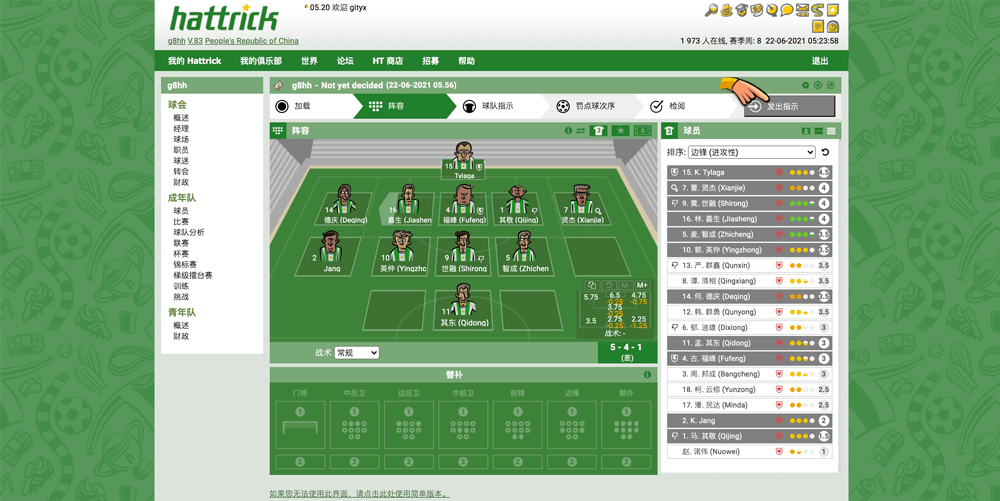 hattrick
05.20 欢迎 gityx
g8hh V.83 People's Republic of China
1 973 人在线, 赛季周: 8 22-06-2021 05:23:58
我的 Hattrick 我的俱乐部 世界 论坛 HT 商店 招募 帮助 退出
g8hh
球会
概述
经理
球场
职员
球迷
转会
财政
成年队
球员
比赛
球队分析
联赛
杯赛
锦标赛
梯级擂台赛
训练
挑战
青年队
概述
财政
g8hh - Not yet decided (22-06-2021 05.56)
加载 阵容 球队指示 罚点球次序 检阅 发出指示
阵容
15
Tylaga
14 16 4 1 7
德庆 (Deqing) 嘉生 (Jiashen 福峰 (Fufeng) 其敬 (Qijing) 贤杰 (Xianjie)
2 10 9 5
Jang 英仲 (Yingzhc 世融 (Shirong 智成 (Zhichen
11
其东 (Qidong)
M- M+
5.75 6.5 4.75
-0.25 -0.75
3.75
3.5 2.75 2.25
-0.25 -1.25
战术: -
战术 常规
5 - 4 - 1
(差)
替补
门将 中后卫 边后卫 中前卫 前锋 边锋 额外
1 1 1 1 1 1 1
2 2 2 2 2 2 2
如果您无法使用此界面，请点击此处使用简单版本。
球员
排序: 边锋 (进攻性)
15. K. Tylaga 4.5
7. 曹. 贤杰 (Xianjie) 4
9. 黄. 世融 (Shirong) 4
16. 林. 嘉生 (Jiasheng) 4
5. 麦. 智成 (Zhicheng) 3.5
10. 郭. 英仲 (Yingzhong) 3.5
13. 严. 群鑫 (Qunxin) 3.5
8. 谭. 清相 (Qingxiang) 3.5
14. 何. 德庆 (Deqing) 3.5
12. 韩. 群勇 (Qunyong) 3.5
6. 郁. 迪雄 (Dixiong) 3
11. 孟. 其东 (Qidong) 3
4. 古. 福峰 (Fufeng) 3
3. 周. 邦成 (Bangcheng) 3
18. 柯. 云棕 (Yunzong) 2.5
17. 潘. 民达 (Minda) 2.5
2. K. Jang 2
1. 马. 其敬 (Qijing) 1.5
赵. 诺伟 (Nuowei) 1